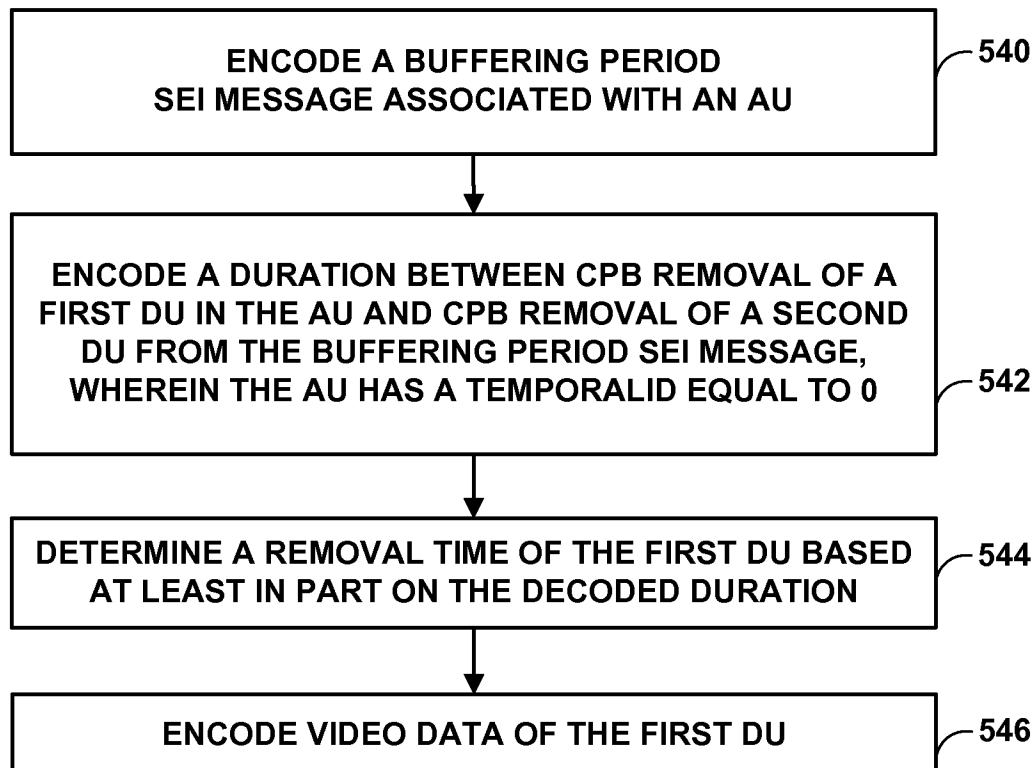 ENCODE A BUFFERING PERIOD
SEI MESSAGE ASSOCIATED WITH AN AU
540
ENCODE A DURATION BETWEEN CPB REMOVAL OF A
FIRST DU IN THE AU AND CPB REMOVAL OF A SECOND
DU FROM THE BUFFERING PERIOD SEI MESSAGE,
WHEREIN THE AU HAS A TEMPORALID EQUAL TO 0
542
DETERMINE A REMOVAL TIME OF THE FIRST DU BASED
AT LEAST IN PART ON THE DECODED DURATION
544
ENCODE VIDEO DATA OF THE FIRST DU
546